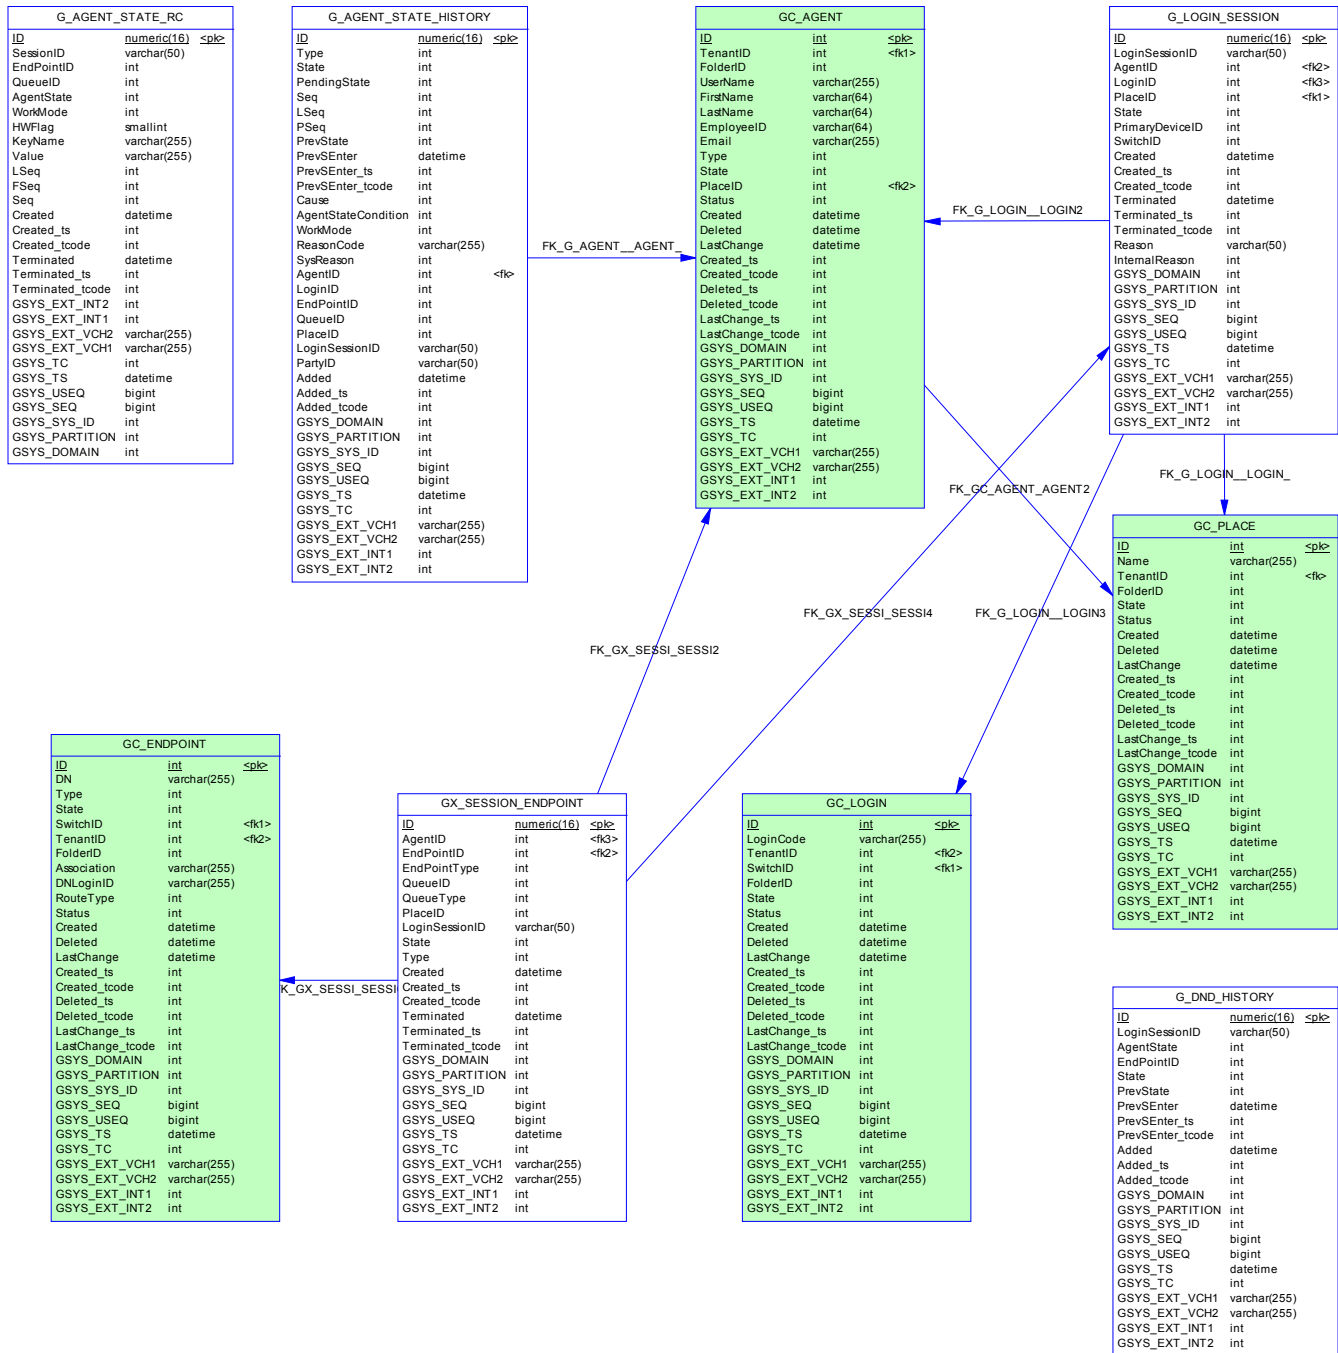 G_AGENT_STATE_RC
ID numeric(16) <pk>
SessionID varchar(50)
EndPointID int
QueueID int
AgentState int
WorkMode int
HWFlag smallint
KeyName varchar(255)
Value varchar(255)
LSeq int
FSeq int
Seq int
Created datetime
Created_ts int
Created_tcode int
Terminated datetime
Terminated_ts int
Terminated_tcode int
GSYS_EXT_INT2 int
GSYS_EXT_INT1 int
GSYS_EXT_VCH2 varchar(255)
GSYS_EXT_VCH1 varchar(255)
GSYS_TC int
GSYS_TS datetime
GSYS_USEQ bigint
GSYS_SEQ bigint
GSYS_SYS_ID int
GSYS_PARTITION int
GSYS_DOMAIN int
G_AGENT_STATE_HISTORY
ID numeric(16) <pk>
Type int
State int
PendingState int
Seq int
LSeq int
PSeq int
PrevState int
PrevSEnter datetime
PrevSEnter_ts int
PrevSEnter_tcode int
Cause int
AgentStateCondition int
WorkMode int
ReasonCode varchar(255)
SysReason int
AgentID int <fk>
LoginID int
EndPointID int
QueueID int
PlaceID int
LoginSessionID varchar(50)
PartyID varchar(50)
Added datetime
Added_ts int
Added_tcode int
GSYS_DOMAIN int
GSYS_PARTITION int
GSYS_SYS_ID int
GSYS_SEQ bigint
GSYS_USEQ bigint
GSYS_TS datetime
GSYS_TC int
GSYS_EXT_VCH1 varchar(255)
GSYS_EXT_VCH2 varchar(255)
GSYS_EXT_INT1 int
GSYS_EXT_INT2 int
FK_G_AGENT__AGENT_
GC_AGENT
ID int <pk>
TenantID int <fk1>
FolderID int
UserName varchar(255)
FirstName varchar(64)
LastName varchar(64)
EmployeeID varchar(64)
Email varchar(255)
Type int
State int
PlaceID int <fk2>
Status int
Created datetime
Deleted datetime
LastChange datetime
Created_ts int
Created_tcode int
Deleted_ts int
Deleted_tcode int
LastChange_ts int
LastChange_tcode int
GSYS_DOMAIN int
GSYS_PARTITION int
GSYS_SYS_ID int
GSYS_SEQ bigint
GSYS_USEQ bigint
GSYS_TS datetime
GSYS_TC int
GSYS_EXT_VCH1 varchar(255)
GSYS_EXT_VCH2 varchar(255)
GSYS_EXT_INT1 int
GSYS_EXT_INT2 int
FK_G_LOGIN__LOGIN2
G_LOGIN_SESSION
ID numeric(16) <pk>
LoginSessionID varchar(50)
AgentID int <fk2>
LoginID int <fk3>
PlaceID int <fk1>
State int
PrimaryDeviceID int
SwitchID int
Created datetime
Created_ts int
Created_tcode int
Terminated datetime
Terminated_ts int
Terminated_tcode int
Reason varchar(50)
InternalReason int
GSYS_DOMAIN int
GSYS_PARTITION int
GSYS_SYS_ID int
GSYS_SEQ bigint
GSYS_USEQ bigint
GSYS_TS datetime
GSYS_TC int
GSYS_EXT_VCH1 varchar(255)
GSYS_EXT_VCH2 varchar(255)
GSYS_EXT_INT1 int
GSYS_EXT_INT2 int
FK_G_LOGIN__LOGIN_
FK_GC_AGENT_AGENT2
FK_GX_SESSI_SESSI4
FK_G_LOGIN__LOGIN3
FK_GX_SESSI_SESSI2
GC_PLACE
ID int <pk>
Name varchar(255)
TenantID int <fk>
FolderID int
State int
Status int
Created datetime
Deleted datetime
LastChange datetime
Created_ts int
Created_tcode int
Deleted_ts int
Deleted_tcode int
LastChange_ts int
LastChange_tcode int
GSYS_DOMAIN int
GSYS_PARTITION int
GSYS_SYS_ID int
GSYS_SEQ bigint
GSYS_USEQ bigint
GSYS_TS datetime
GSYS_TC int
GSYS_EXT_VCH1 varchar(255)
GSYS_EXT_VCH2 varchar(255)
GSYS_EXT_INT1 int
GSYS_EXT_INT2 int
GC_ENDPOINT
ID int <pk>
DN varchar(255)
Type int
State int
SwitchID int <fk1>
TenantID int <fk2>
FolderID int
Association varchar(255)
DNLoginID varchar(255)
RouteType int
Status int
Created datetime
Deleted datetime
LastChange datetime
Created_ts int
Created_tcode int
Deleted_ts int
Deleted_tcode int
LastChange_ts int
LastChange_tcode int
GSYS_DOMAIN int
GSYS_PARTITION int
GSYS_SYS_ID int
GSYS_SEQ bigint
GSYS_USEQ bigint
GSYS_TS datetime
GSYS_TC int
GSYS_EXT_VCH1 varchar(255)
GSYS_EXT_VCH2 varchar(255)
GSYS_EXT_INT1 int
GSYS_EXT_INT2 int
K_GX_SESSI_SESSI
GX_SESSION_ENDPOINT
ID numeric(16) <pk>
AgentID int <fk3>
EndPointID int <fk2>
EndPointType int
QueueID int
QueueType int
PlaceID int
LoginSessionID varchar(50)
State int
Type int
Created datetime
Created_ts int
Created_tcode int
Terminated datetime
Terminated_ts int
Terminated_tcode int
GSYS_DOMAIN int
GSYS_PARTITION int
GSYS_SYS_ID int
GSYS_SEQ bigint
GSYS_USEQ bigint
GSYS_TS datetime
GSYS_TC int
GSYS_EXT_VCH1 varchar(255)
GSYS_EXT_VCH2 varchar(255)
GSYS_EXT_INT1 int
GSYS_EXT_INT2 int
GC_LOGIN
ID int <pk>
LoginCode varchar(255)
TenantID int <fk2>
SwitchID int <fk1>
FolderID int
State int
Status int
Created datetime
Deleted datetime
LastChange datetime
Created_ts int
Created_tcode int
Deleted_ts int
Deleted_tcode int
LastChange_ts int
LastChange_tcode int
GSYS_DOMAIN int
GSYS_PARTITION int
GSYS_SYS_ID int
GSYS_SEQ bigint
GSYS_USEQ bigint
GSYS_TS datetime
GSYS_TC int
GSYS_EXT_VCH1 varchar(255)
GSYS_EXT_VCH2 varchar(255)
GSYS_EXT_INT1 int
GSYS_EXT_INT2 int
G_DND_HISTORY
ID numeric(16) <pk>
LoginSessionID varchar(50)
AgentState int
EndPointID int
State int
PrevState int
PrevSEnter datetime
PrevSEnter_ts int
PrevSEnter_tcode int
Added datetime
Added_ts int
Added_tcode int
GSYS_DOMAIN int
GSYS_PARTITION int
GSYS_SYS_ID int
GSYS_SEQ bigint
GSYS_USEQ bigint
GSYS_TS datetime
GSYS_TC int
GSYS_EXT_VCH1 varchar(255)
GSYS_EXT_VCH2 varchar(255)
GSYS_EXT_INT1 int
GSYS_EXT_INT2 int